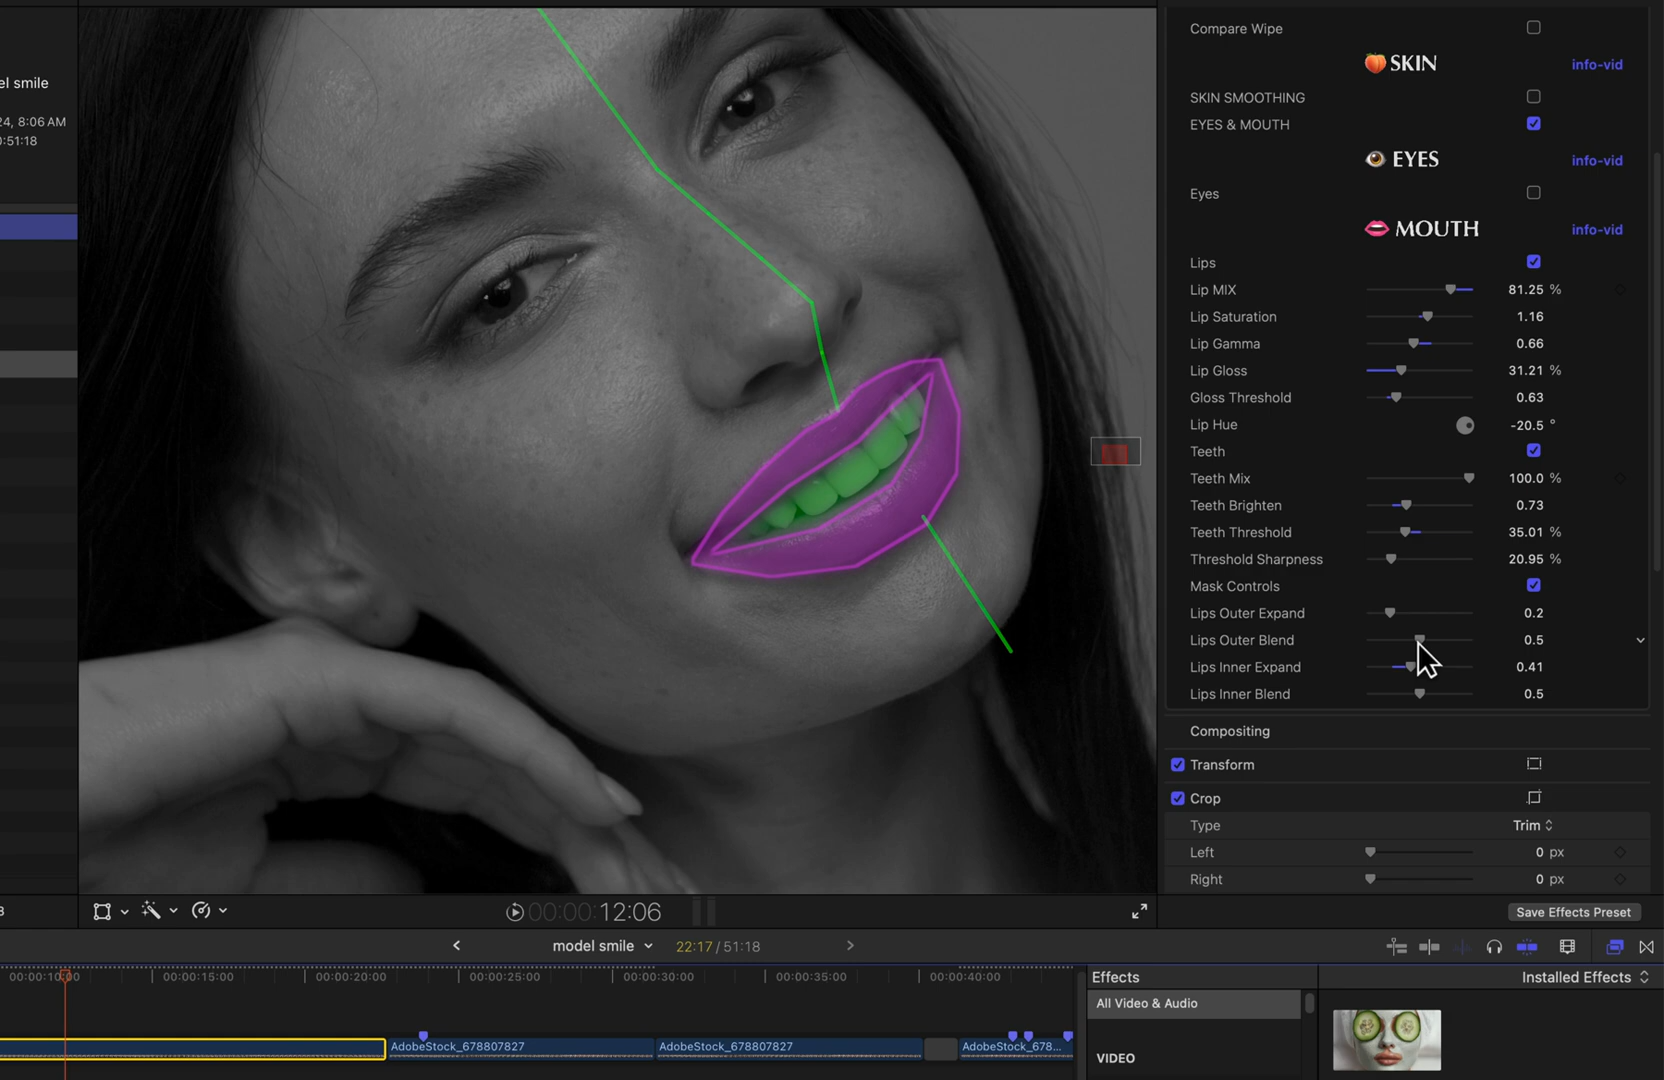 el smile
24, 8:06 AM
0:51:18
Compare Wipe
SKIN info-vid
SKIN SMOOTHING
EYES & MOUTH
EYES info-vid
Eyes
MOUTH info-vid
Lips
Lip MIX 81.25 %
Lip Saturation 1.16
Lip Gamma 0.66
Lip Gloss 31.21 %
Gloss Threshold 0.63
Lip Hue -20.5 °
Teeth
Teeth Mix 100.0 %
Teeth Brighten 0.73
Teeth Threshold 35.01 %
Threshold Sharpness 20.95 %
Mask Controls
Lips Outer Expand 0.2
Lips Outer Blend 0.5
Lips Inner Expand 0.41
Lips Inner Blend 0.5
Compositing
Transform
Crop
Type Trim
Left 0 px
Right 0 px
Save Effects Preset
00:00:12:06
model smile 22:17 / 51:18
00:00:10:00 00:00:15:00 00:00:20:00 00:00:25:00 00:00:30:00 00:00:35:00 00:00:40:00
Effects Installed Effects
All Video & Audio
VIDEO
AdobeStock_678807827 AdobeStock_678807827 AdobeStock_678...